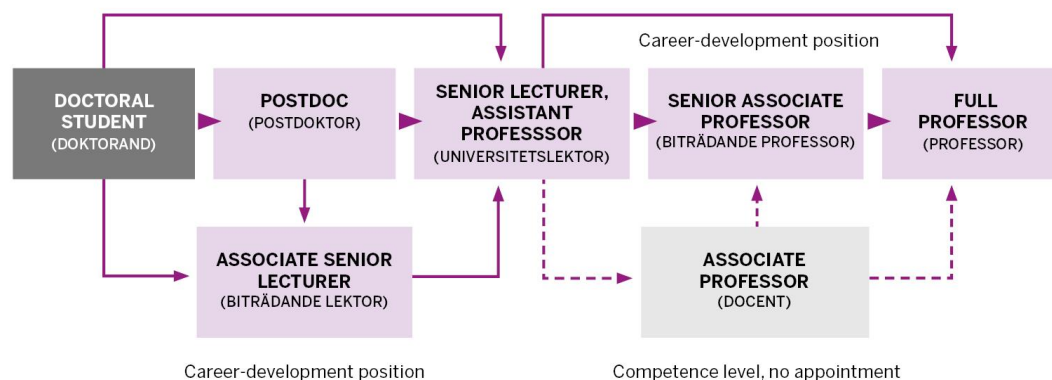 Career-development position
DOCTORAL
STUDENT
(DOKTORAND)
POSTDOC
(POSTDOKTOR)
SENIOR LECTURER,
ASSISTANT
PROFESSSOR
(UNIVERSITETSLEKTOR)
SENIOR ASSOCIATE
PROFESSOR
(BITRÄDANDE PROFESSOR)
FULL
PROFESSOR
(PROFESSOR)
ASSOCIATE SENIOR
LECTURER
(BITRÄDANDE LEKTOR)
ASSOCIATE
PROFESSOR
(DOCENT)
Career-development position
Competence level, no appointment